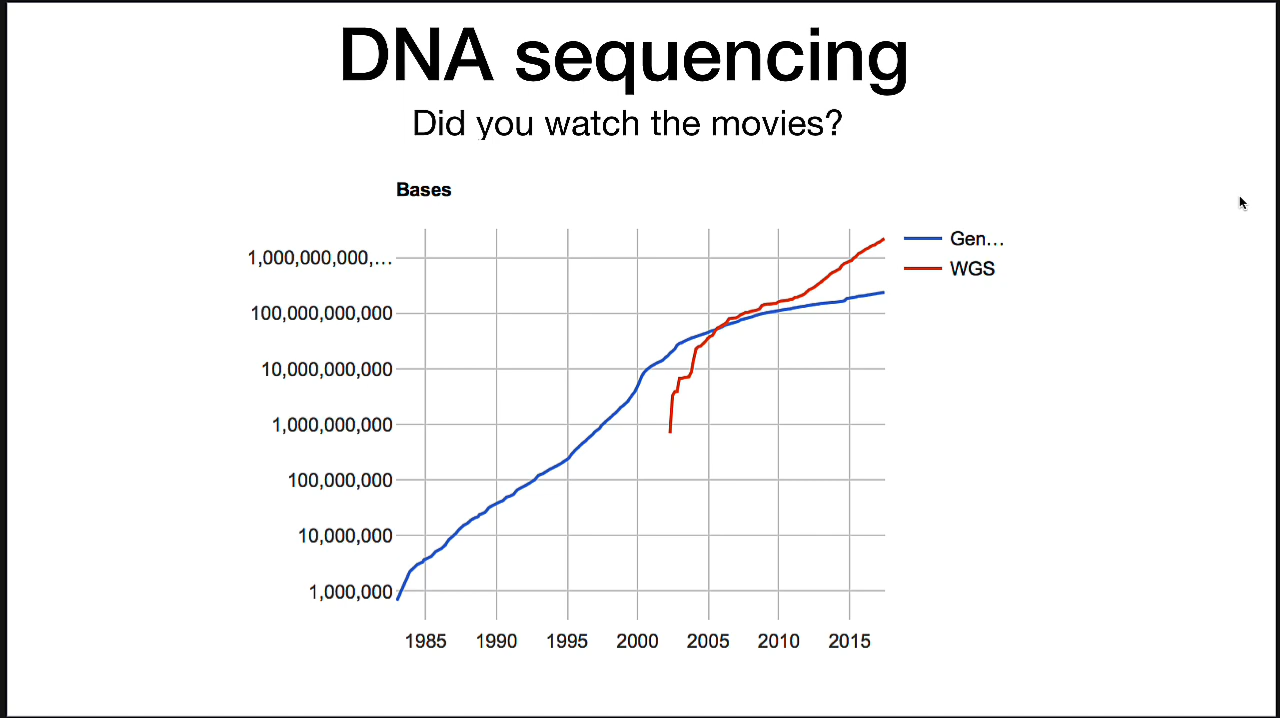 DNA sequencing
Did you watch the movies?
Bases
1,000,000,000,...
100,000,000,000
10,000,000,000
1,000,000,000
100,000,000
10,000,000
1,000,000
1985 1990 1995 2000 2005 2010 2015
Gen...
WGS